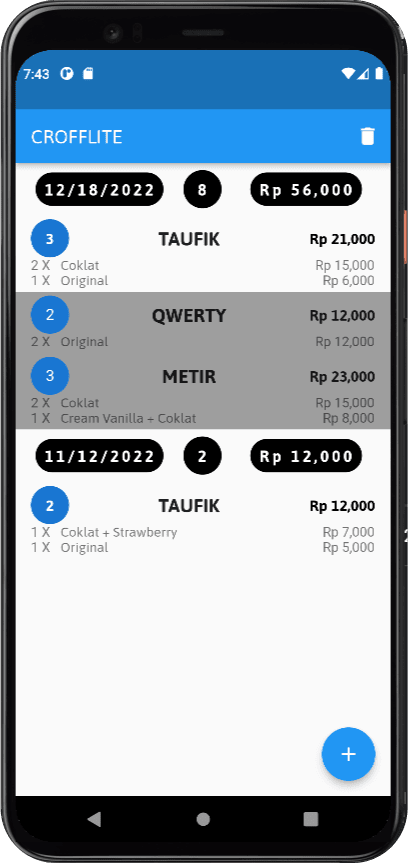 7:43
CROFFLITE
12/18/2022 8 Rp 56,000
3 TAUFIK Rp 21,000
2 X Coklat Rp 15,000
1 X Original Rp 6,000
2 QWERTY Rp 12,000
2 X Original Rp 12,000
3 METIR Rp 23,000
2 X Coklat Rp 15,000
1 X Cream Vanilla + Coklat Rp 8,000
11/12/2022 2 Rp 12,000
2 TAUFIK Rp 12,000
1 X Coklat + Strawberry Rp 7,000
1 X Original Rp 5,000
+